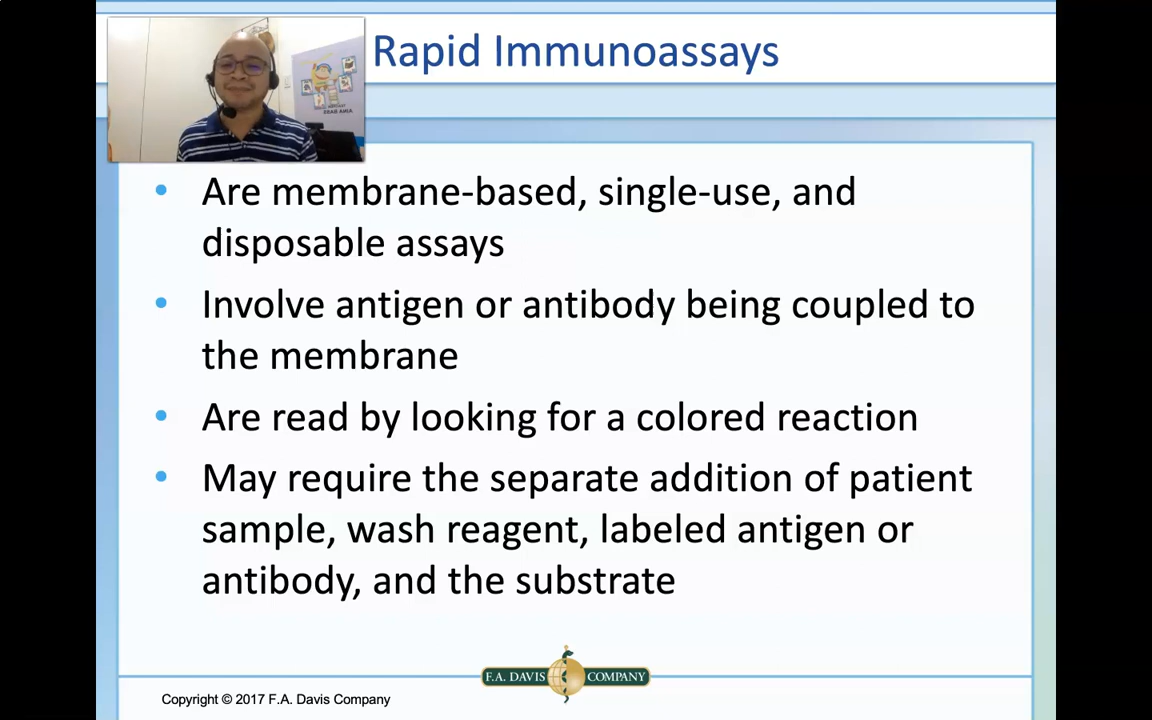 Rapid Immunoassays
• Are membrane-based, single-use, and
disposable assays
• Involve antigen or antibody being coupled to
the membrane
• Are read by looking for a colored reaction
• May require the separate addition of patient
sample, wash reagent, labeled antigen or
antibody, and the substrate
F.A. DAVIS COMPANY
Copyright © 2017 F.A. Davis Company